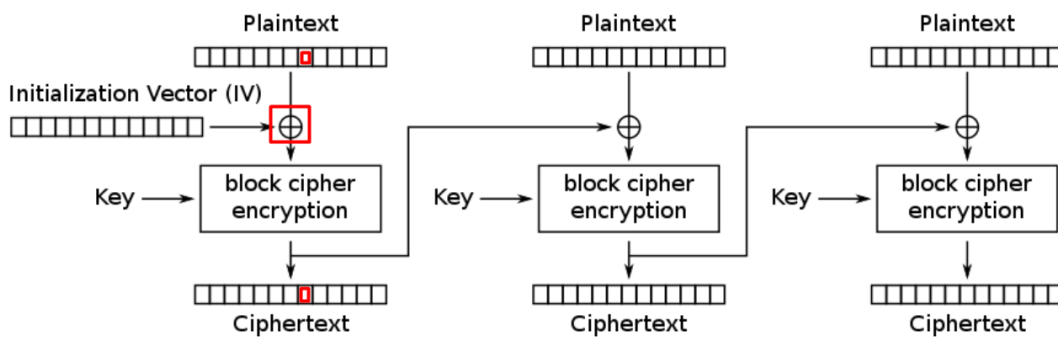 Plaintext
Plaintext
Plaintext
Initialization Vector (IV)
Key
block cipher
encryption
Key
block cipher
encryption
Key
block cipher
encryption
Ciphertext
Ciphertext
Ciphertext